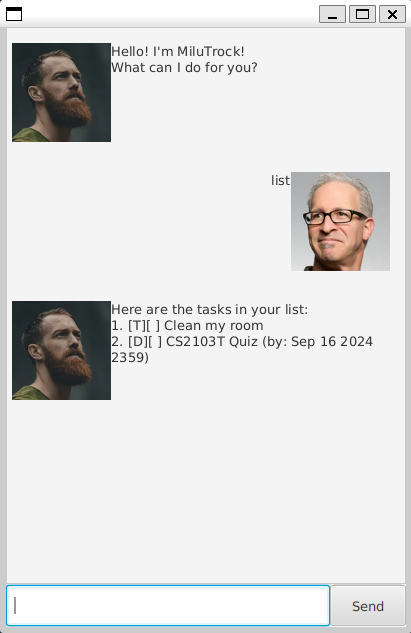 Hello! I'm MiluTrock!
What can I do for you?
list
Here are the tasks in your list:
1. [T][ ] Clean my room
2. [D][ ] CS2103T Quiz (by: Sep 16 2024
2359)
Send